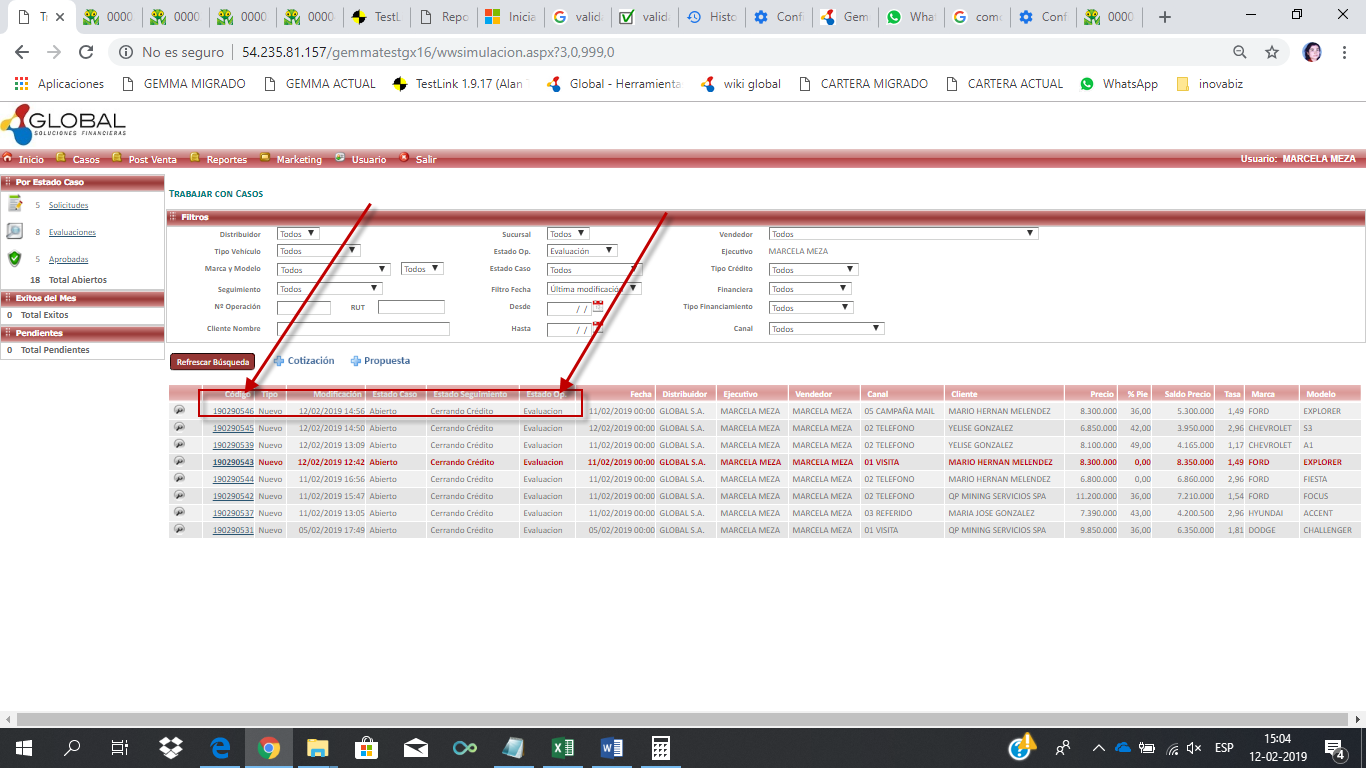 Tr
0000
0000
0000
0000
TestL
Repo
Inicia
valida
valida
Histo
Confi
Gem
What
como
Conf
0000
No es seguro | 54.235.81.157/gemmatestgx16/wwsimulacion.aspx?3,0,999,0
Aplicaciones GEMMA MIGRADO GEMMA ACTUAL TestLink 1.9.17 (Alan Global - Herramienta wiki global CARTERA MIGRADO CARTERA ACTUAL WhatsApp inovabiz
GLOBAL
SOLUCIONES FINANCIERAS
Inicio Casos Post Venta Reportes Marketing Usuario Salir Usuario: MARCELA MEZA
Por Estado Caso
5 Solicitudes
8 Evaluaciones
5 Aprobadas
18 Total Abiertos
Exitos del Mes
0 Total Exitos
Pendientes
0 Total Pendientes
TRABAJAR CON CASOS
Filtros
Distribuidor Todos Sucursal Todos Vendedor Todos
Tipo Vehículo Todos Estado Op. Evaluación Ejecutivo MARCELA MEZA
Marca y Modelo Todos Todos Estado Caso Todos Tipo Crédito Todos
Seguimiento Todos Filtro Fecha Última modificación Financiera Todos
Nº Operación RUT Desde / / Tipo Financiamiento Todos
Cliente Nombre Hasta / / Canal Todos
Refrescar Búsqueda Cotización Propuesta
Código Tipo Modificación Estado Caso Estado Seguimiento Estado Op. Fecha Distribuidor Ejecutivo Vendedor Canal Cliente Precio % Pie Saldo Precio Tasa Marca Modelo
190290546 Nuevo 12/02/2019 14:56 Abierto Cerrando Crédito Evaluacion 11/02/2019 00:00 GLOBAL S.A. MARCELA MEZA MARCELA MEZA 05 CAMPAÑA MAIL MARIO HERNAN MELENDEZ 8.300.000 36,00 5.300.000 1,49 FORD EXPLORER
190290545 Nuevo 12/02/2019 14:50 Abierto Cerrando Crédito Evaluacion 12/02/2019 00:00 GLOBAL S.A. MARCELA MEZA MARCELA MEZA 02 TELEFONO YELISE GONZALEZ 6.850.000 42,00 3.950.000 2,96 CHEVROLET S3
190290539 Nuevo 12/02/2019 13:09 Abierto Cerrando Crédito Evaluacion 11/02/2019 00:00 GLOBAL S.A. MARCELA MEZA MARCELA MEZA 02 TELEFONO YELISE GONZALEZ 8.100.000 49,00 4.165.000 1,17 CHEVROLET A1
190290543 Nuevo 12/02/2019 12:42 Abierto Cerrando Crédito Evaluacion 11/02/2019 00:00 GLOBAL S.A. MARCELA MEZA MARCELA MEZA 01 VISITA MARIO HERNAN MELENDEZ 8.300.000 0,00 8.350.000 1,49 FORD EXPLORER
190290544 Nuevo 11/02/2019 16:56 Abierto Cerrando Crédito Evaluacion 11/02/2019 00:00 GLOBAL S.A. MARCELA MEZA MARCELA MEZA 02 TELEFONO MARIO HERNAN MELENDEZ 6.800.000 0,00 6.860.000 2,96 FORD FIESTA
190290542 Nuevo 11/02/2019 15:47 Abierto Cerrando Crédito Evaluacion 11/02/2019 00:00 GLOBAL S.A. MARCELA MEZA MARCELA MEZA 02 TELEFONO QP MINING SERVICIOS SPA 11.200.000 36,00 7.210.000 1,54 FORD FOCUS
190290537 Nuevo 11/02/2019 13:05 Abierto Cerrando Crédito Evaluacion 11/02/2019 00:00 GLOBAL S.A. MARCELA MEZA MARCELA MEZA 03 REFERIDO MARIA JOSE GONZALEZ 7.390.000 43,00 4.200.500 2,96 HYUNDAI ACCENT
190290531 Nuevo 05/02/2019 17:49 Abierto Cerrando Crédito Evaluacion 05/02/2019 00:00 GLOBAL S.A. MARCELA MEZA MARCELA MEZA 01 VISITA QP MINING SERVICIOS SPA 9.850.000 36,00 6.350.000 1,81 DODGE CHALLENGER
ESP
15:04
12-02-2019
4